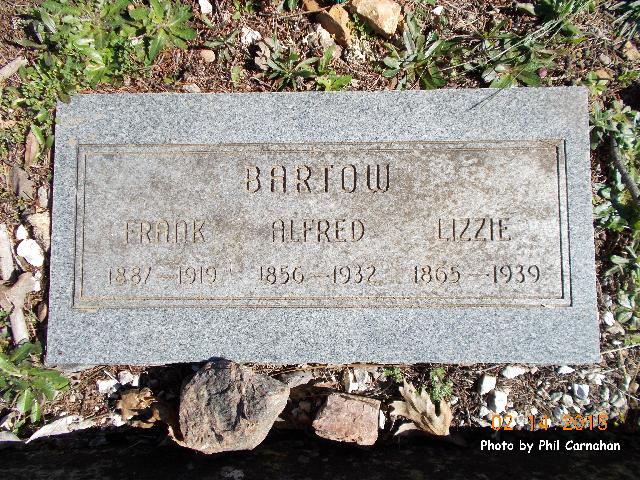 BARTOW
FRANK ALFRED LIZZIE
1887-1919 1856-1932 1865-1939
02 14 2015
Photo by Phil Carnahan